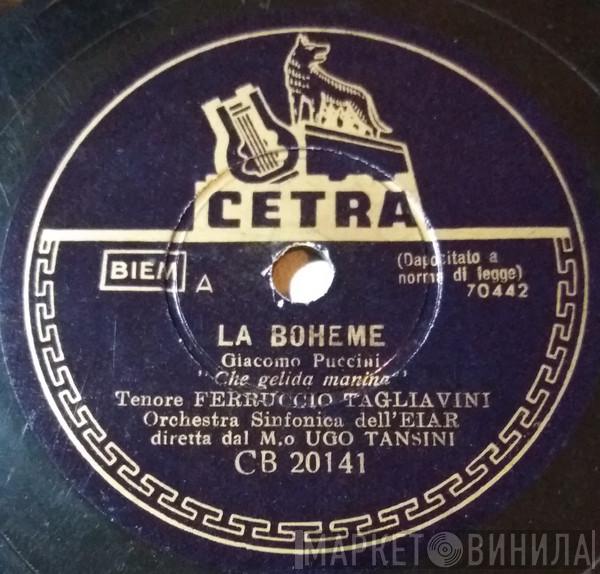 CETRA
BIEM A
(Depositato a
norma di legge)
70442
LA BOHEME
Giacomo Puccini
"Che gelida manina"
Tenore FERRUCCIO TAGLIAVINI
Orchestra Sinfonica dell'EIAR
diretta dal M.o UGO TANSINI
CB 20141
МАРКЕТ ВИНИЛА